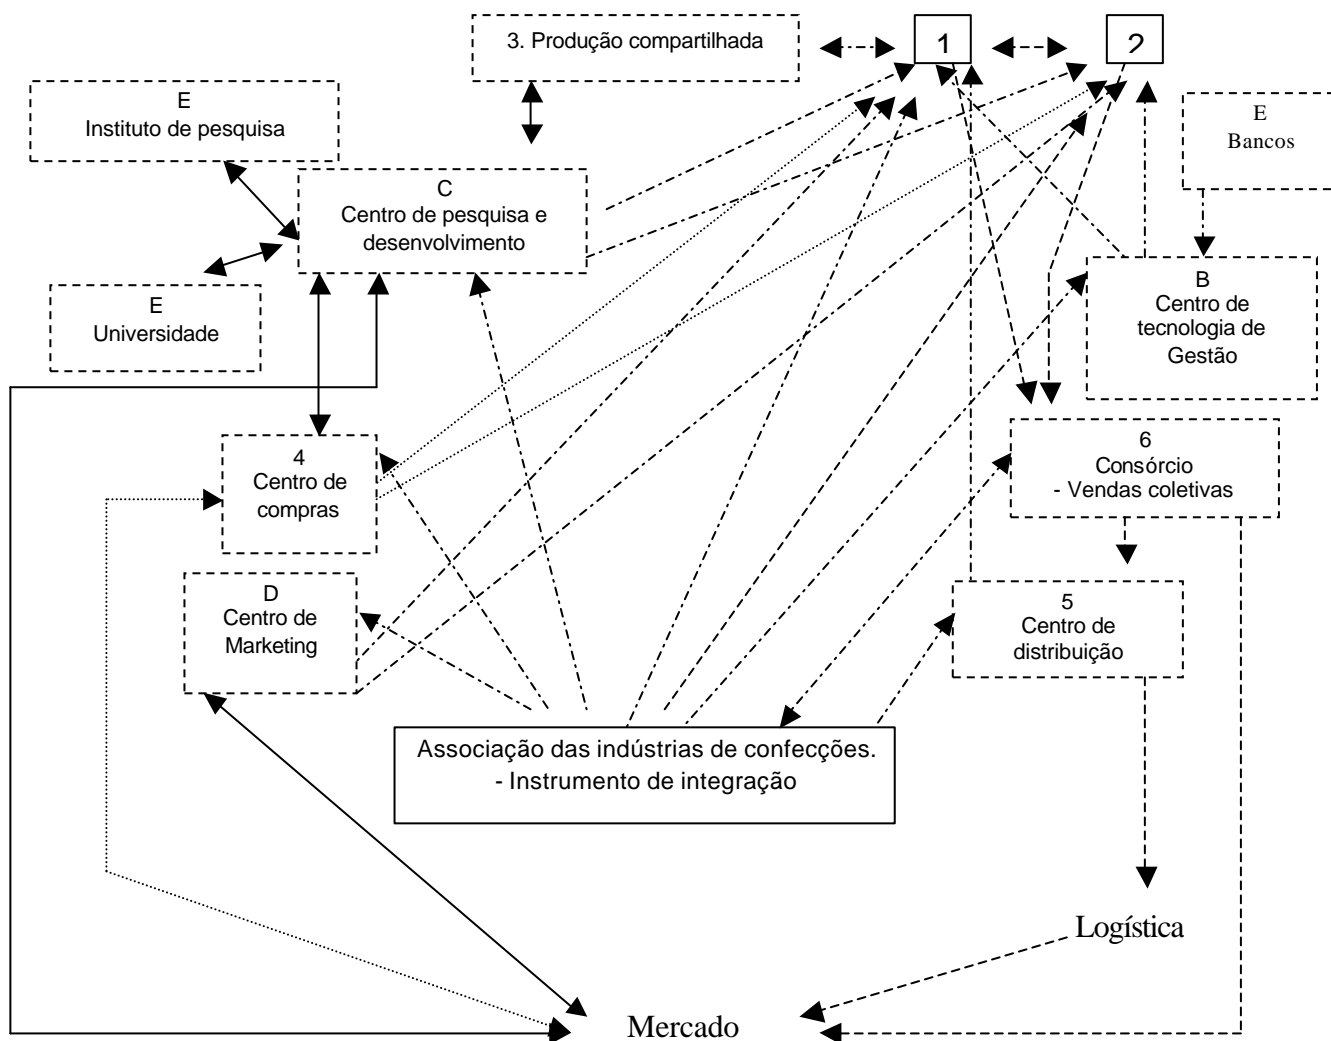 3. Produção compartilhada
1
2
E
Instituto de pesquisa
E
Bancos
C
Centro de pesquisa e
desenvolvimento
E
Universidade
B
Centro de
tecnologia de
Gestão
4
Centro de
compras
6
Consórcio
- Vendas coletivas
D
Centro de
Marketing
5
Centro de
distribuição
Associação das indústrias de confecções.
- Instrumento de integração
Logística
Mercado